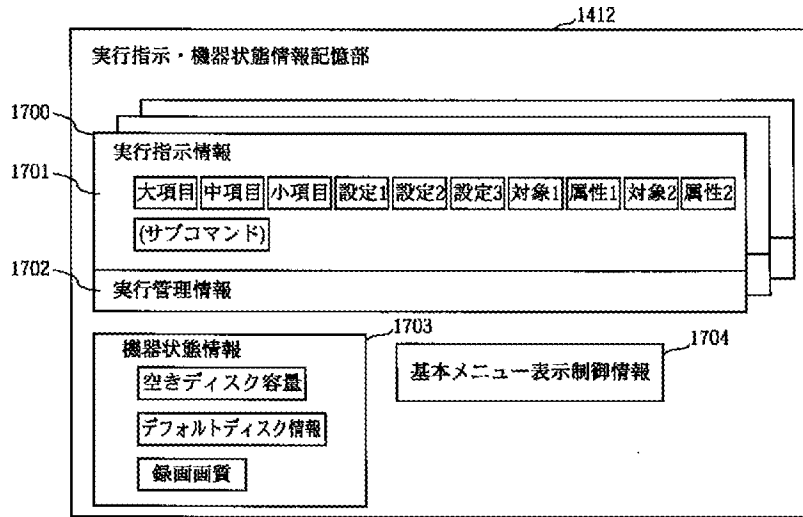 1412
実行指示・機器状態情報記憶部
1700
実行指示情報
1701
大項目 中項目 小項目 設定1 設定2 設定3 対象1 属性1 対象2 属性2
(サブコマンド)
1702
実行管理情報
1703
機器状態情報
空きディスク容量
デフォルトディスク情報
録画画質
1704
基本メニュー表示制御情報